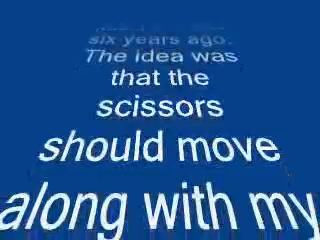 six years ago.
The idea was
that the
scissors
should move
along with my